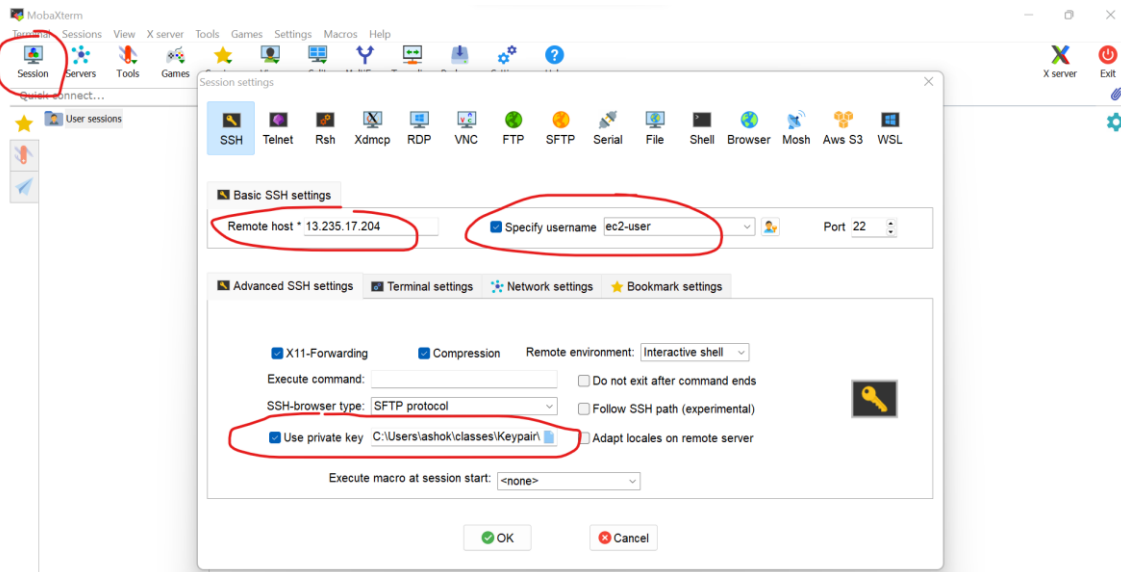 MobaXterm
Terminal Sessions View X server Tools Games Settings Macros Help
Session Servers Tools Games X server Exit
Quick connect...
User sessions
Session settings
SSH Telnet Rsh Xdmcp RDP VNC FTP SFTP Serial File Shell Browser Mosh Aws S3 WSL
Basic SSH settings
Remote host * 13.235.17.204 Specify username ec2-user Port 22
Advanced SSH settings Terminal settings Network settings Bookmark settings
X11-Forwarding Compression Remote environment: Interactive shell
Execute command: Do not exit after command ends
SSH-browser type: SFTP protocol Follow SSH path (experimental)
Use private key C:\Users\ashok\classes\Keypair\ Adapt locales on remote server
Execute macro at session start: <none>
OK Cancel